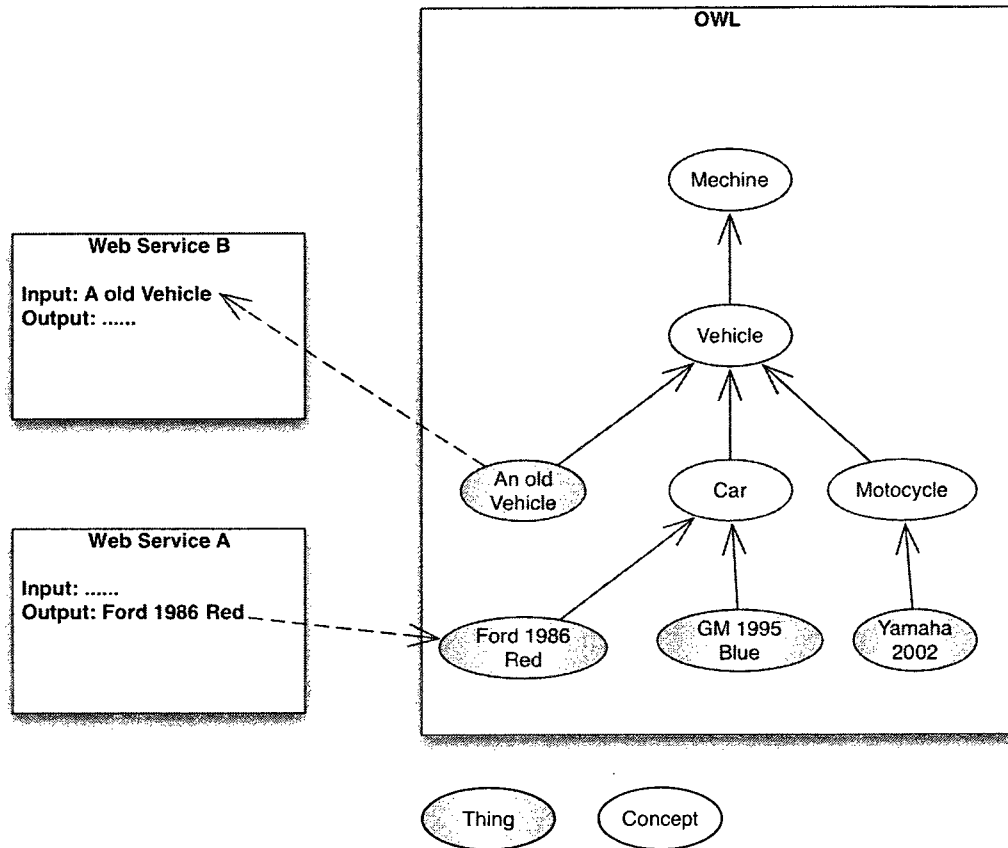 OWL
Mechine
Web Service B
Input: A old Vehicle
Output: ......
Vehicle
An old
Vehicle
Car
Motocycle
Web Service A
Input: ......
Output: Ford 1986 Red
Ford 1986
Red
GM 1995
Blue
Yamaha
2002
Thing
Concept